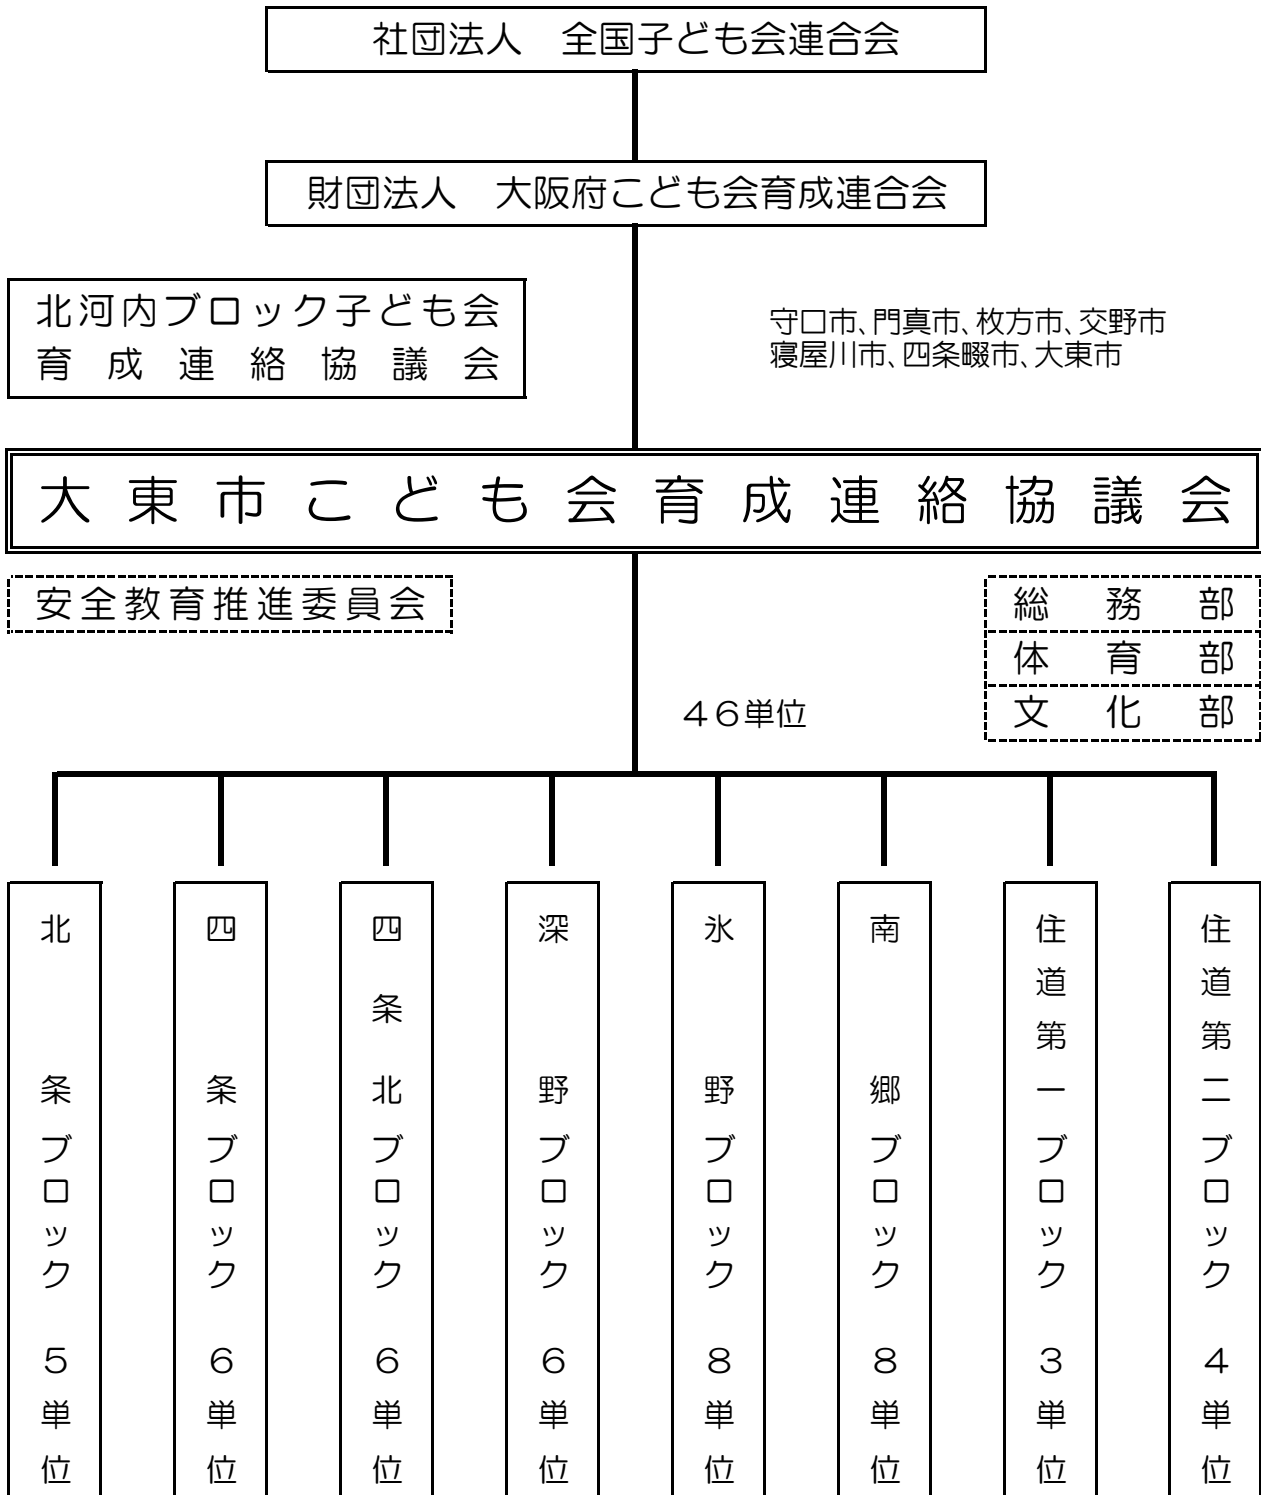 社団法人　全国子ども会連合会
財団法人　大阪府こども会育成連合会
北河内ブロック子ども会
育成連絡協議会
守口市、門真市、枚方市、交野市
寝屋川市、四条畷市、大東市
大東市こども会育成連絡協議会
安全教育推進委員会
総務部
体育部
文化部
４６単位
北条ブロック　５単位
四条ブロック　６単位
四条北ブロック　６単位
深野ブロック　６単位
氷野ブロック　８単位
南郷ブロック　８単位
住道第一ブロック　３単位
住道第二ブロック　４単位